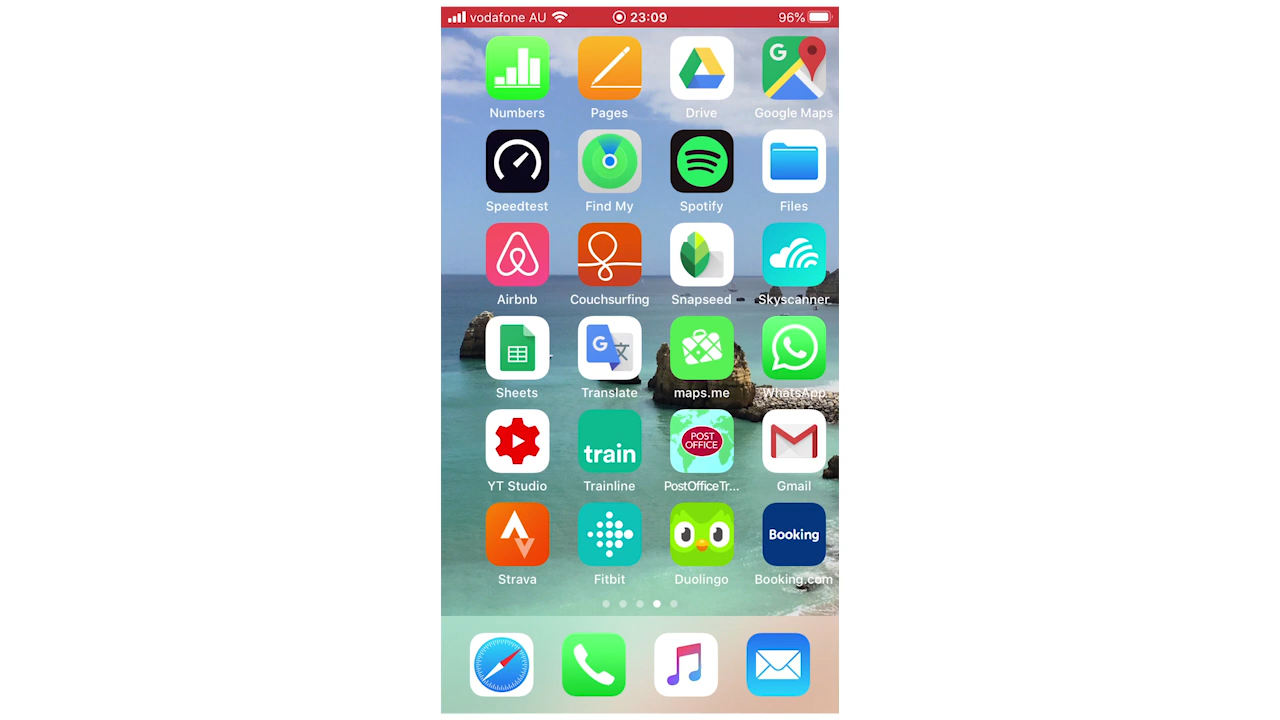 vodafone AU 23:09 96%
Numbers Pages Drive Google Maps
Speedtest Find My Spotify Files
Airbnb Couchsurfing Snapseed Skyscanner
Sheets Translate maps.me WhatsApp
train
POST
OFFICE
YT Studio Trainline PostOfficeTr... Gmail
Booking
Strava Fitbit Duolingo Booking.com